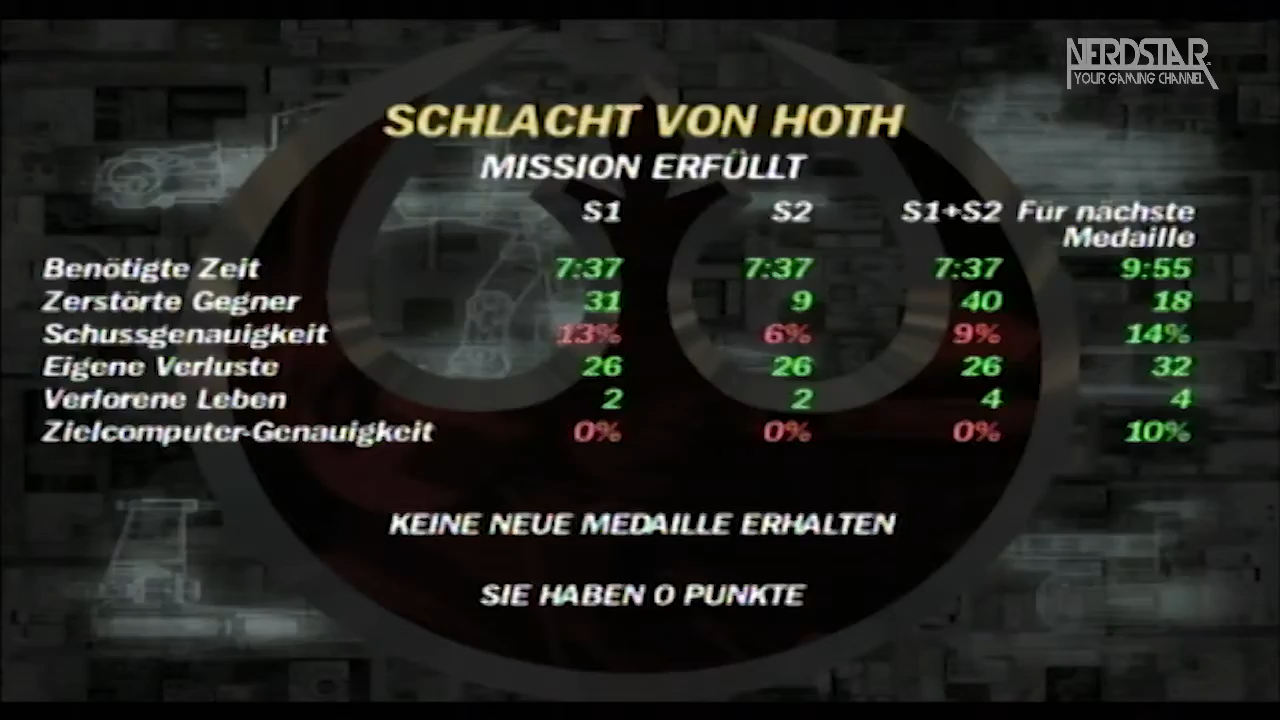 NERDSTAR
YOUR GAMING CHANNEL
SCHLACHT VON HOTH
MISSION ERFÜLLT
S1 S2 S1+S2 Für nächste
Medaille
Benötigte Zeit 7:37 7:37 7:37 9:55
Zerstörte Gegner 31 9 40 18
Schussgenauigkeit 13% 6% 9% 14%
Eigene Verluste 26 26 26 32
Verlorene Leben 2 2 4 4
Zielcomputer-Genauigkeit 0% 0% 0% 10%
KEINE NEUE MEDAILLE ERHALTEN
SIE HABEN 0 PUNKTE